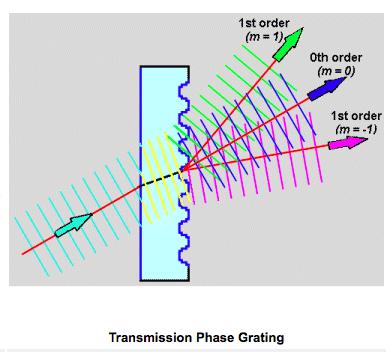 1st order
(m = 1)
0th order
(m = 0)
1st order
(m = -1)
Transmission Phase Grating